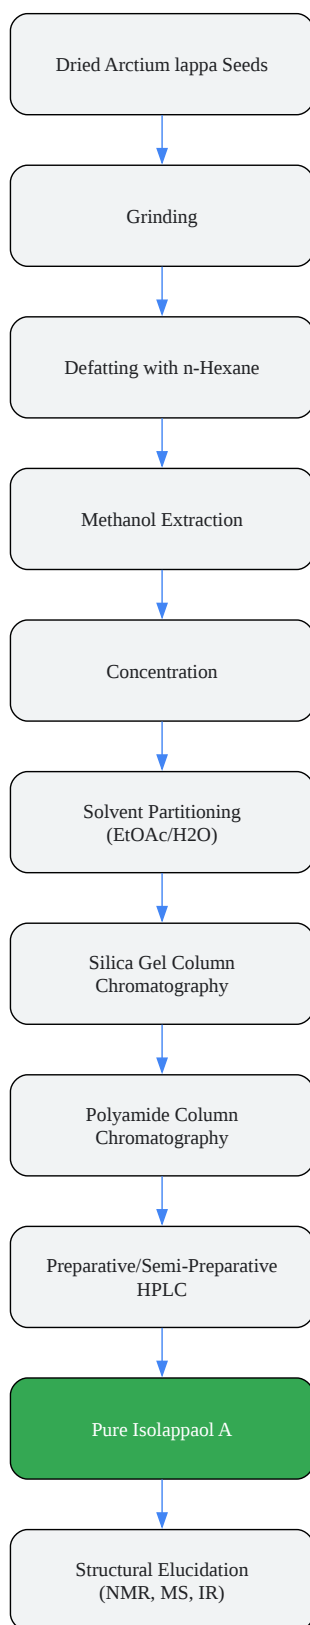 Dried Arctium lappa Seeds
Grinding
Defatting with n-Hexane
Methanol Extraction
Concentration
Solvent Partitioning
(EtOAc/H2O)
Silica Gel Column
Chromatography
Polyamide Column
Chromatography
Preparative/Semi-Preparative
HPLC
Pure Isolappaol A
Structural Elucidation
(NMR, MS, IR)